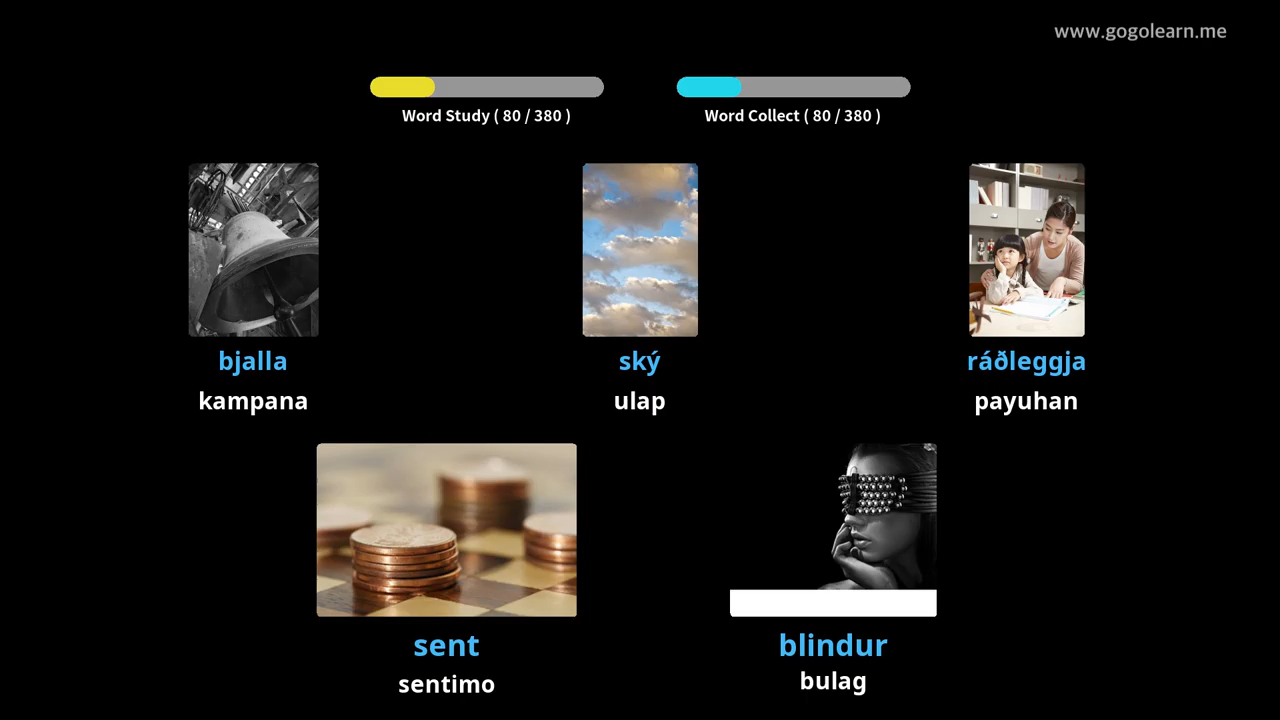 www.gogolearn.me
Word Study ( 80 / 380 )
Word Collect ( 80 / 380 )
bjalla
ský
ráðleggja
kampana
ulap
payuhan
sent
blindur
sentimo
bulag